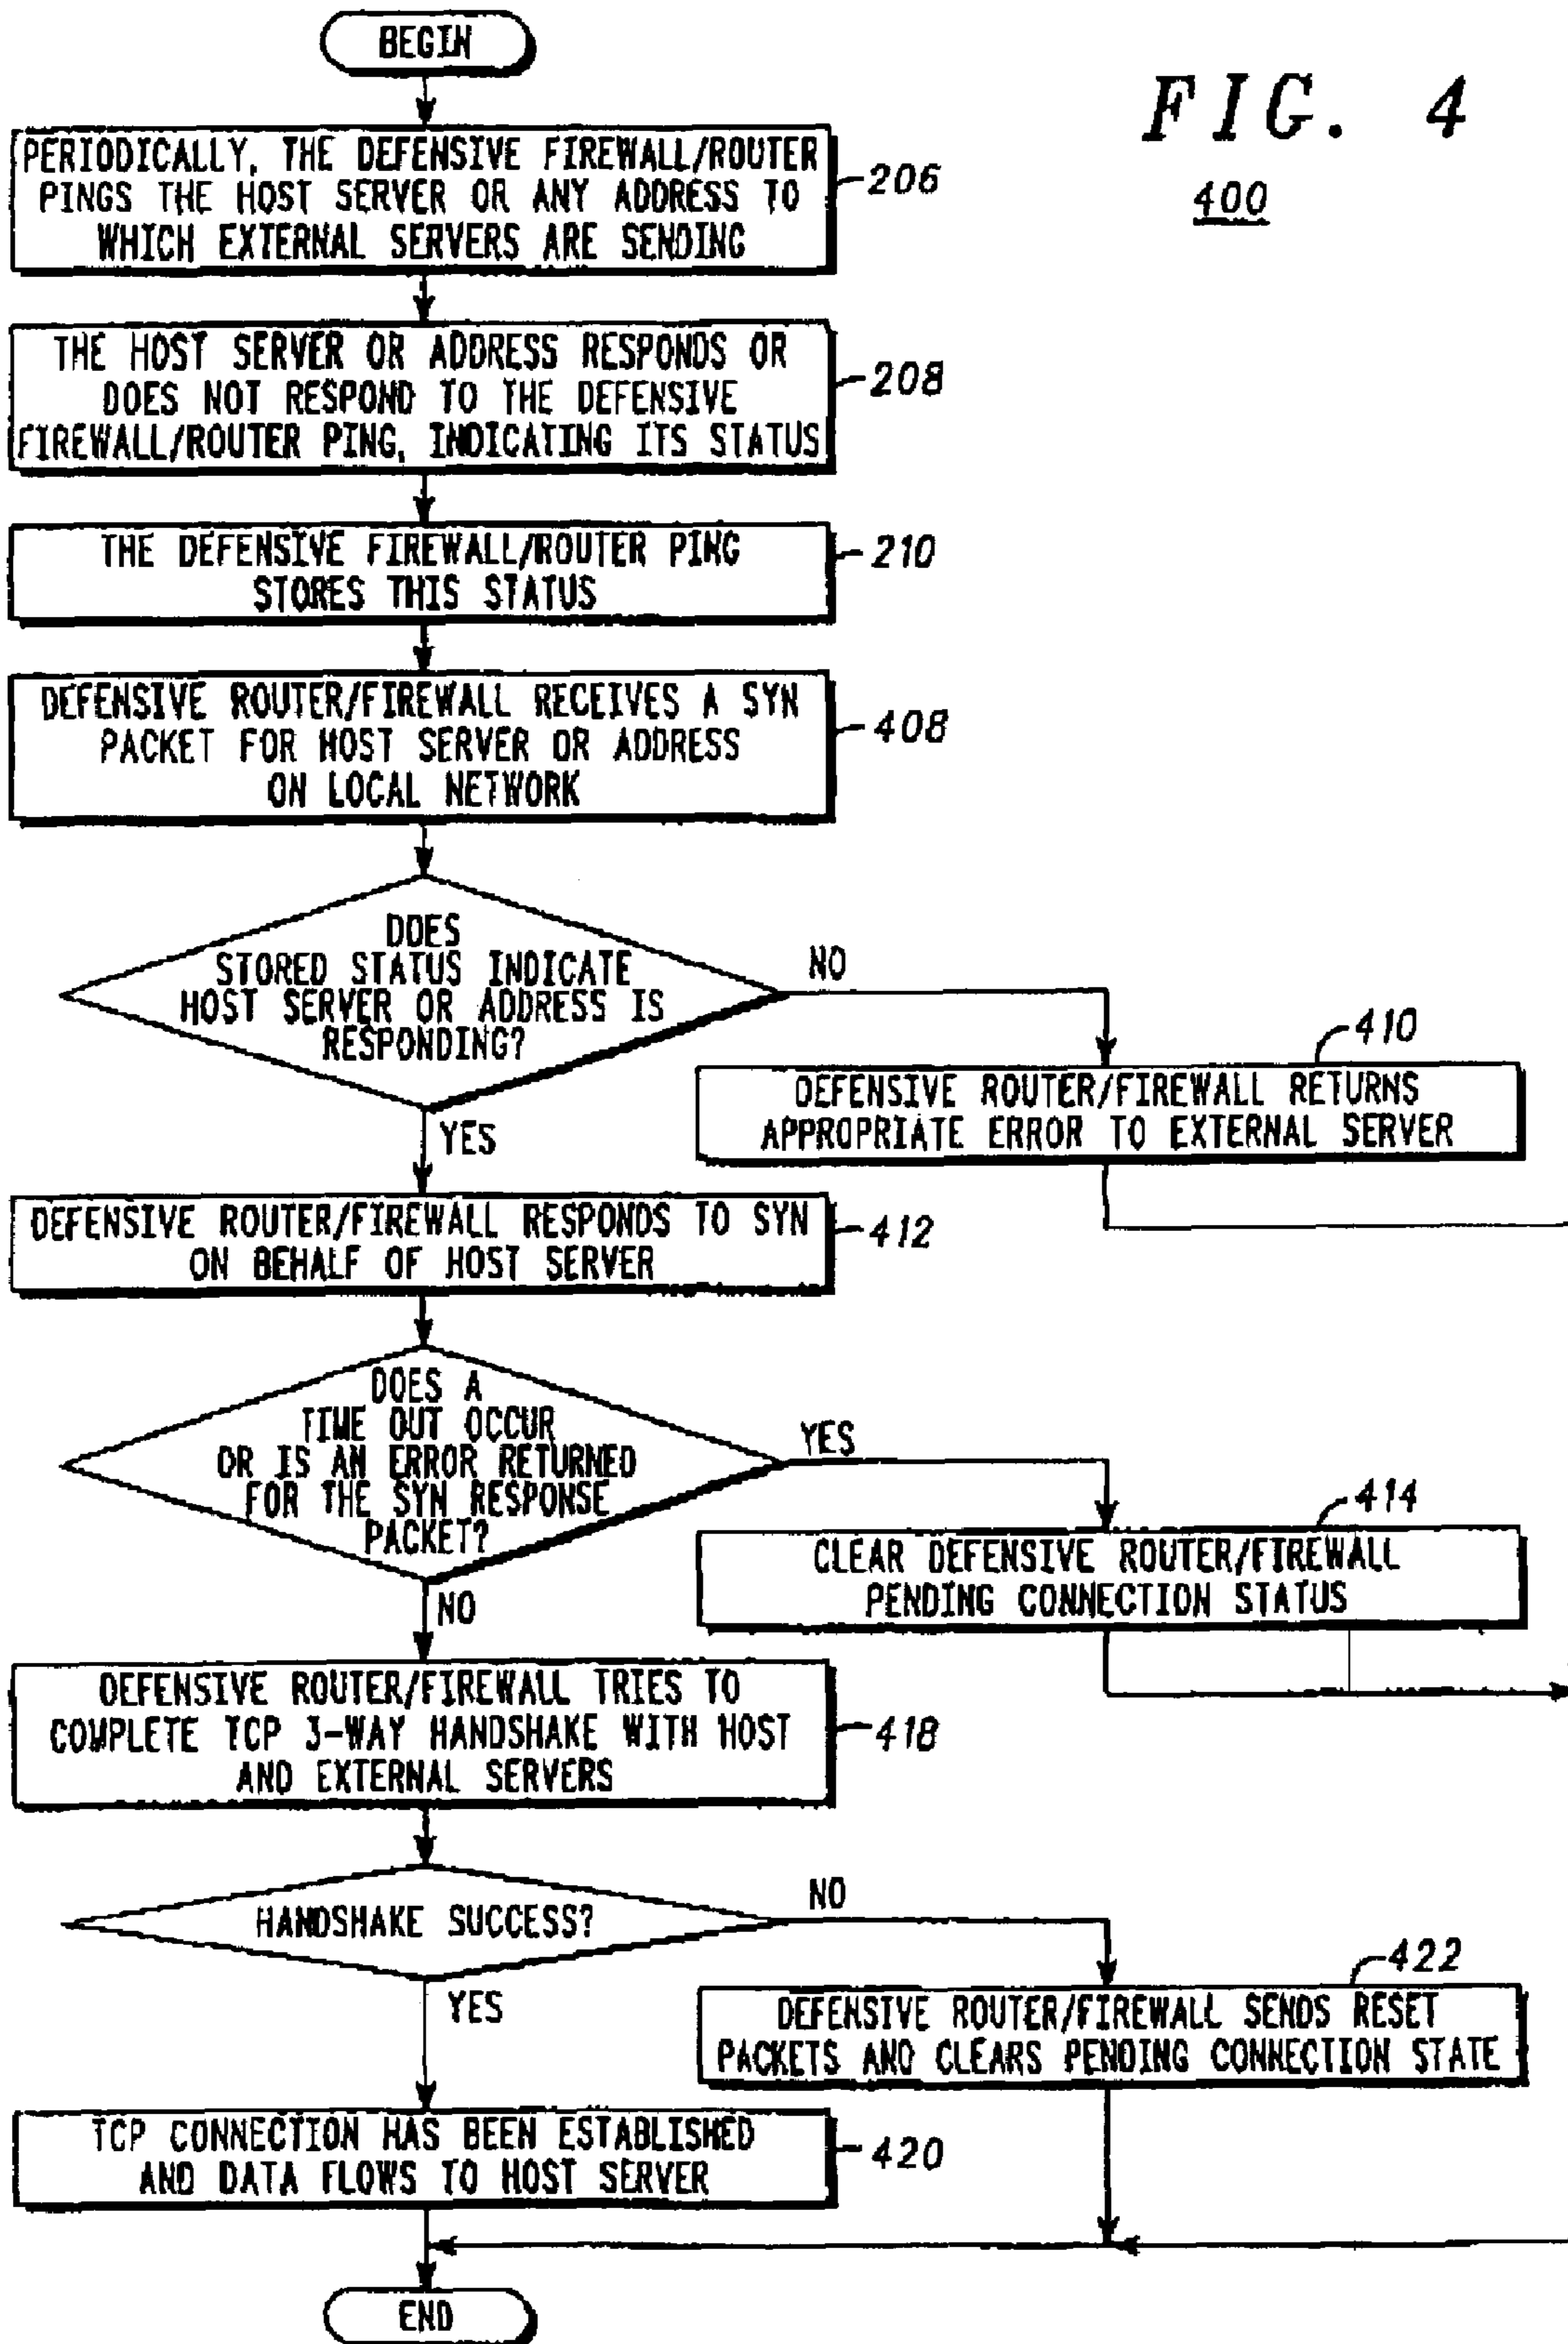 BEGIN
FIG. 4
400
PERIODICALLY, THE DEFENSIVE FIREWALL/ROUTER
PINGS THE HOST SERVER OR ANY ADDRESS TO
WHICH EXTERNAL SERVERS ARE SENDING
206
THE HOST SERVER OR ADDRESS RESPONDS OR
DOES NOT RESPOND TO THE DEFENSIVE
FIREWALL/ROUTER PING, INDICATING ITS STATUS
208
THE DEFENSIVE FIREWALL/ROUTER PING
STORES THIS STATUS
210
DEFENSIVE ROUTER/FIREWALL RECEIVES A SYN
PACKET FOR HOST SERVER OR ADDRESS
ON LOCAL NETWORK
408
DOES
STORED STATUS INDICATE
HOST SERVER OR ADDRESS IS
RESPONDING?
NO
410
DEFENSIVE ROUTER/FIREWALL RETURNS
APPROPRIATE ERROR TO EXTERNAL SERVER
YES
DEFENSIVE ROUTER/FIREWALL RESPONDS TO SYN
ON BEHALF OF HOST SERVER
412
DOES A
TIME OUT OCCUR
OR IS AN ERROR RETURNED
FOR THE SYN RESPONSE
PACKET?
YES
414
CLEAR DEFENSIVE ROUTER/FIREWALL
PENDING CONNECTION STATUS
NO
DEFENSIVE ROUTER/FIREWALL TRIES TO
COMPLETE TCP 3-WAY HANDSHAKE WITH HOST
AND EXTERNAL SERVERS
418
HANDSHAKE SUCCESS?
NO
422
DEFENSIVE ROUTER/FIREWALL SENDS RESET
PACKETS AND CLEARS PENDING CONNECTION STATE
YES
TCP CONNECTION HAS BEEN ESTABLISHED
AND DATA FLOWS TO HOST SERVER
420
END